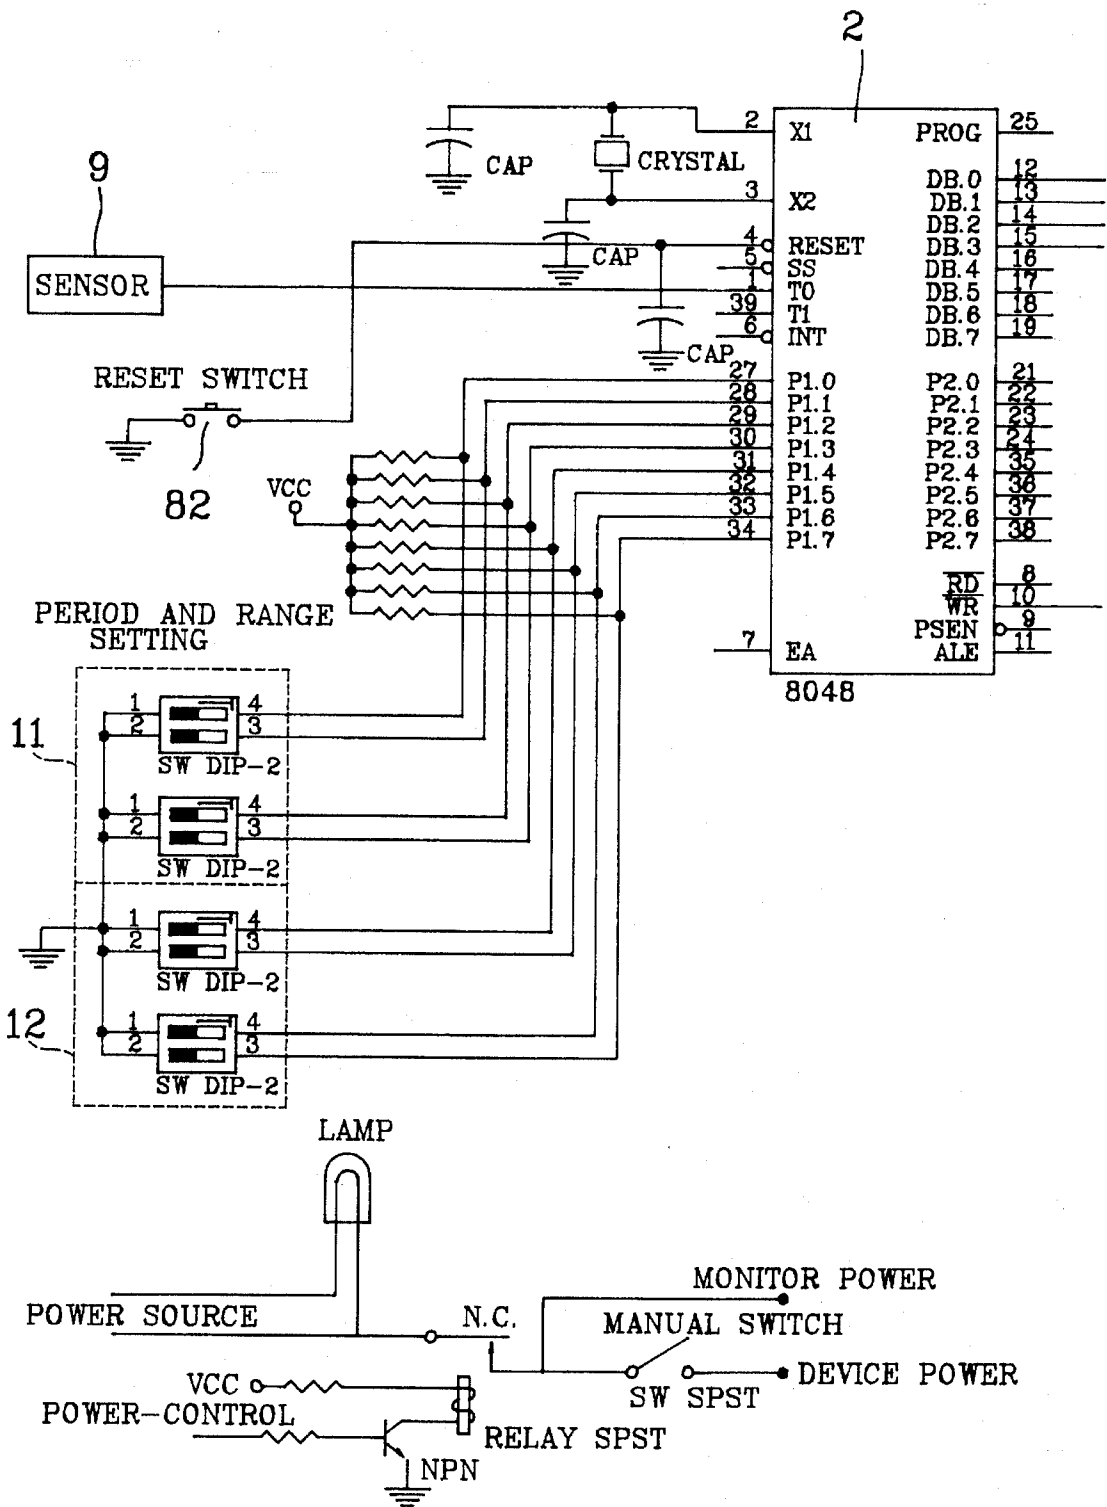 2
2 X1 PROG 25
CAP CRYSTAL
DB.0 12
9
3 X2 DB.1 13
DB.2 14
4 RESET DB.3 15
CAP
5 SS DB.4 16
SENSOR
1 T0 DB.5 17
39 T1 DB.6 18
6 INT DB.7 19
CAP
RESET SWITCH
27 P1.0 P2.0 21
28 P1.1 P2.1 22
29 P1.2 P2.2 23
30 P1.3 P2.3 24
31 P1.4 P2.4 35
VCC
82
32 P1.5 P2.5 36
33 P1.6 P2.6 37
34 P1.7 P2.7 38
RD 8
WR 10
PERIOD AND RANGE
SETTING
PSEN 9
7 EA ALE 11
8048
11
1 4
2 3
SW DIP-2
1 4
2 3
SW DIP-2
1 4
2 3
SW DIP-2
12
1 4
2 3
SW DIP-2
LAMP
MONITOR POWER
POWER SOURCE
N.C.
MANUAL SWITCH
DEVICE POWER
SW SPST
VCC
POWER-CONTROL
RELAY SPST
NPN